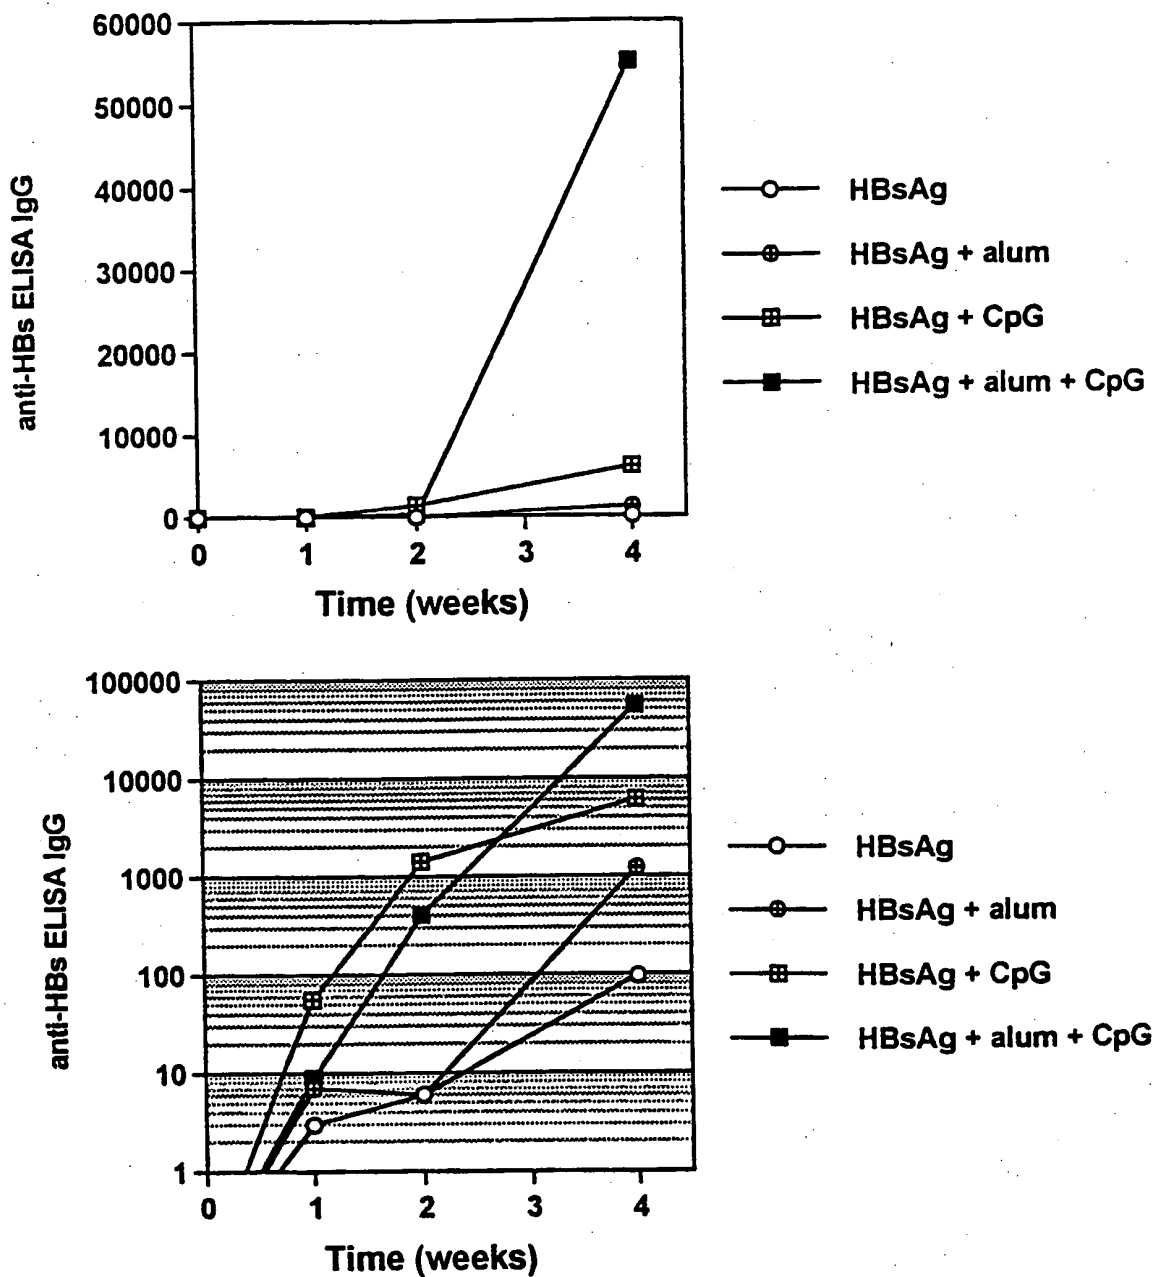 60000
50000
40000
30000
20000
10000
0
anti-HBs ELISA IgG
0 1 2 3 4
Time (weeks)
HBsAg
HBsAg + alum
HBsAg + CpG
HBsAg + alum + CpG
100000
10000
1000
100
10
1
anti-HBs ELISA IgG
0 1 2 3 4
Time (weeks)
HBsAg
HBsAg + alum
HBsAg + CpG
HBsAg + alum + CpG